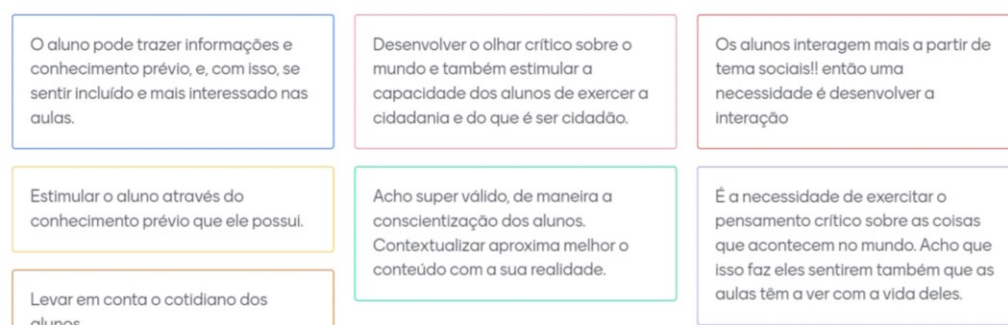 O aluno pode trazer informações e
conhecimento prévio, e, com isso, se
sentir incluído e mais interessado nas
aulas.
Estimular o aluno através do
conhecimento prévio que ele possui.
Levar em conta o cotidiano dos
alunos
Desenvolver o olhar crítico sobre o
mundo e também estimular a
capacidade dos alunos de exercer a
cidadania e do que é ser cidadão.
Acho super válido, de maneira a
conscientização dos alunos.
Contextualizar aproxima melhor o
conteúdo com a sua realidade.
Os alunos interagem mais a partir de
tema sociais!! então uma
necessidade é desenvolver a
interação
É a necessidade de exercitar o
pensamento crítico sobre as coisas
que acontecem no mundo. Acho que
isso faz eles sentirem também que as
aulas têm a ver com a vida deles.